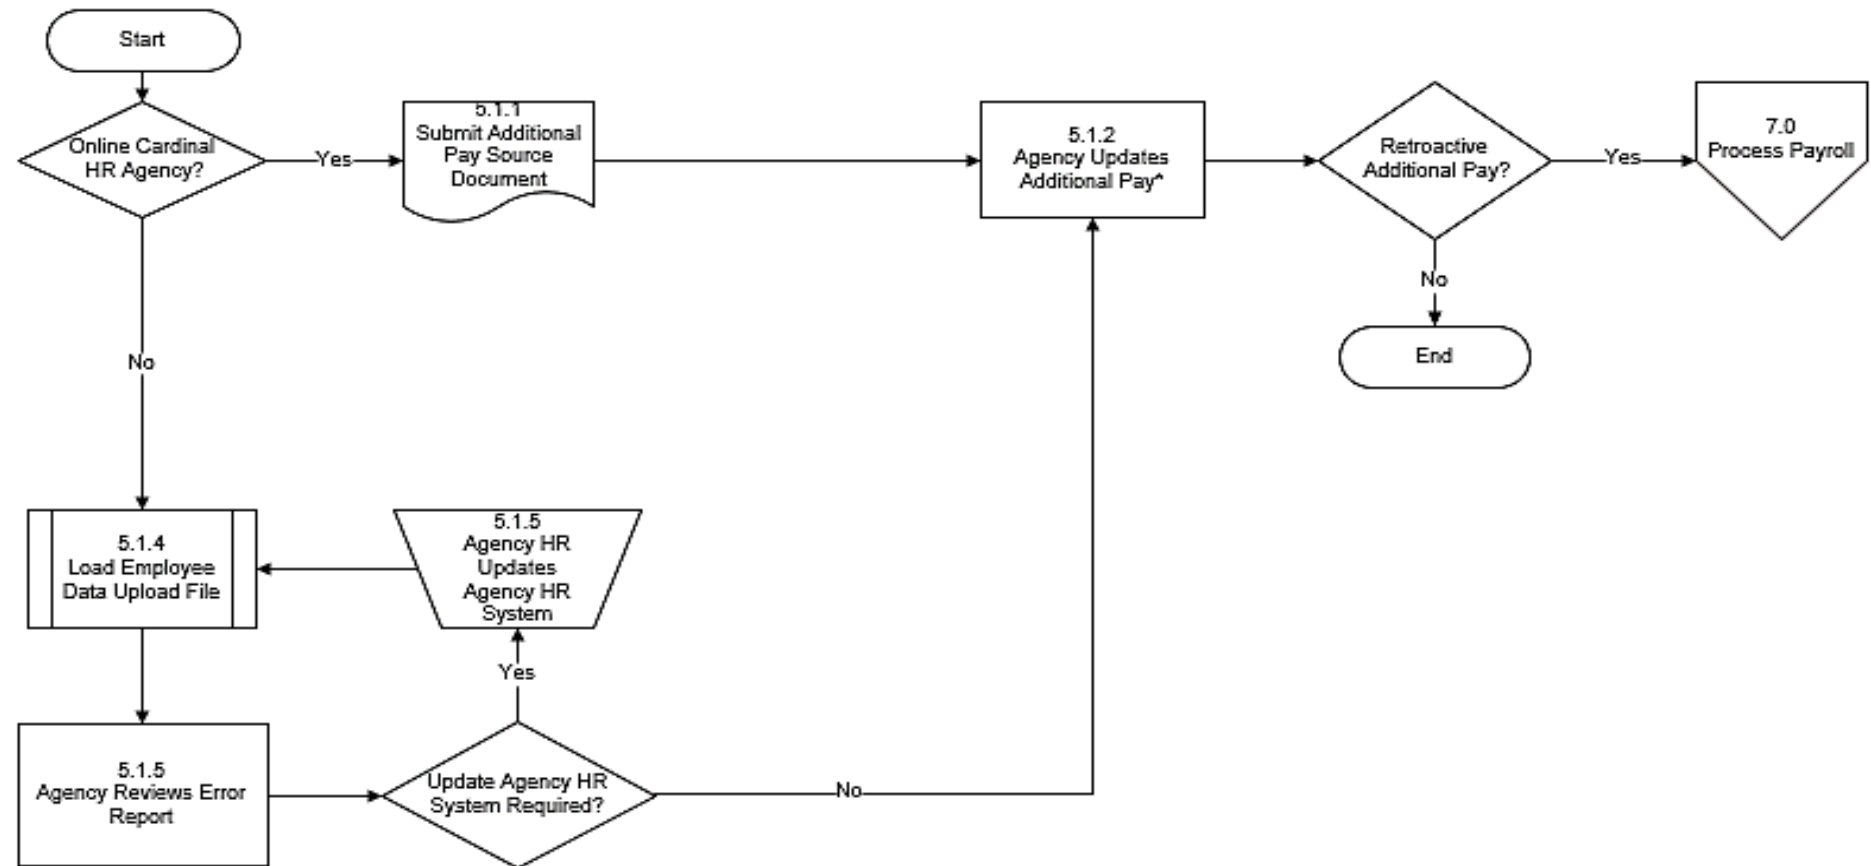 Start
Online Cardinal
HR Agency?
Yes
5.1.1
Submit Additional
Pay Source
Document
5.1.2
Agency Updates
Additional Pay^
Retroactive
Additional Pay?
Yes
7.0
Process Payroll
No
End
No
5.1.4
Load Employee
Data Upload File
5.1.5
Agency HR
Updates
Agency HR
System
Yes
5.1.5
Agency Reviews Error
Report
Update Agency HR
System Required?
No